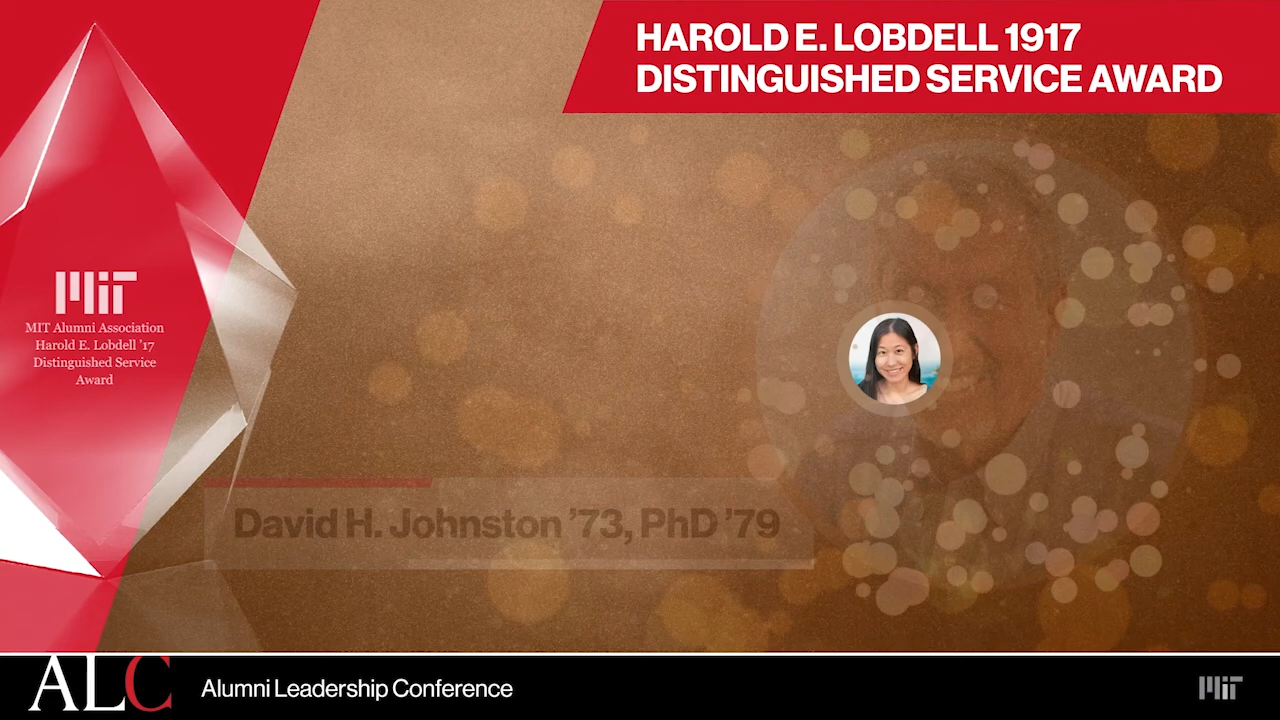 HAROLD E. LOBDELL 1917
DISTINGUISHED SERVICE AWARD
MIT
MIT Alumni Association
Harold E. Lobdell ’17
Distinguished Service
Award
David H. Johnston ’73, PhD ’79
ALC
Alumni Leadership Conference
MIT